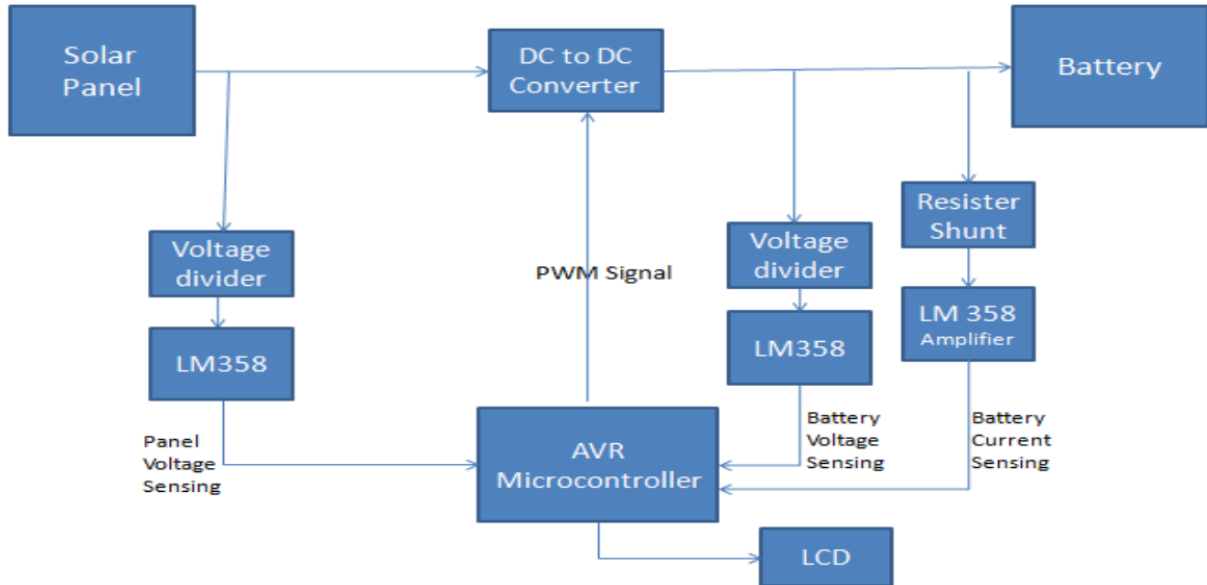 Solar
Panel
DC to DC
Converter
Battery
Voltage
divider
LM358
PWM Signal
Voltage
divider
LM358
Resister
Shunt
LM 358
Amplifier
Panel
Voltage
Sensing
AVR
Microcontroller
Battery
Voltage
Sensing
Battery
Current
Sensing
LCD